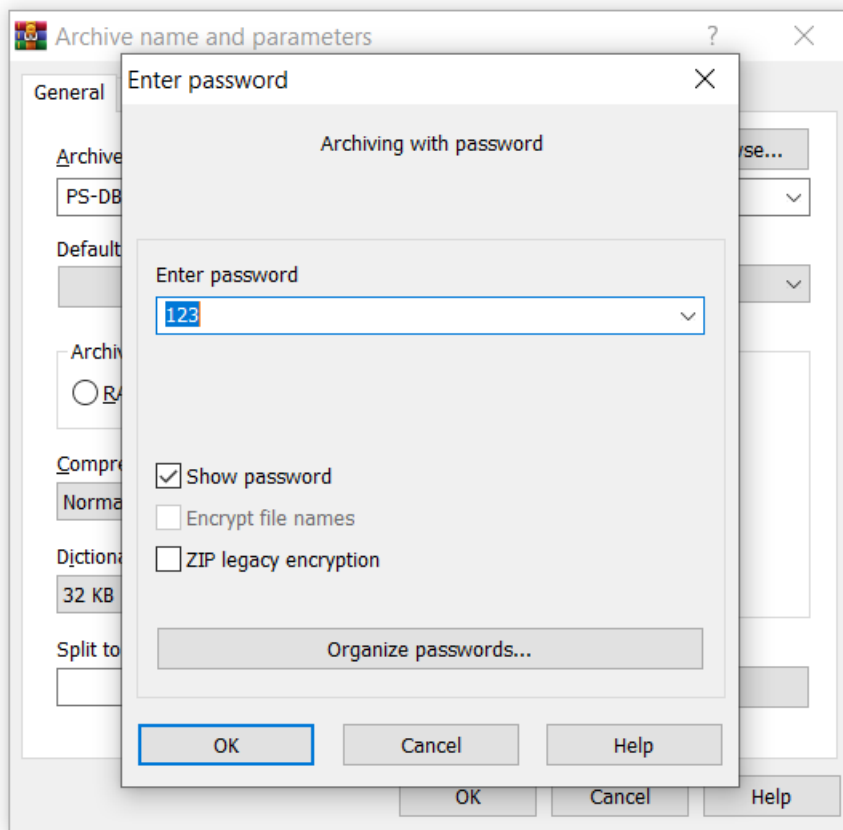 Archive name and parameters
Enter password
General
Archiving with password
Archive
PS-DB
Default
Enter password
123
RA
Compre
Norma
Show password
Encrypt file names
ZIP legacy encryption
32 KB
Split to
Organize passwords...
OK Cancel Help
OK Cancel Help